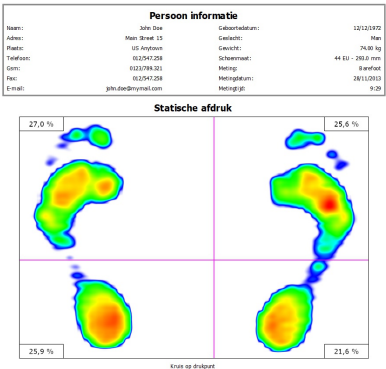 Persoon informatie
Naam: John Doe Geboortedatum: 12/12/1972
Adres: Main Street 15 Geslacht: Man
Plaats: US Anytown Gewicht: 74.00 kg
Telefoon: 012/547.258 Schoenmaat: 44 EU - 293.0 mm
Gsm: 0123/789.321 Meting: Barefoot
Fax: 012/547.258 Metingdatum: 28/11/2013
E-mail: john.doe@mymail.com Metingtijd: 9:29
Statische afdruk
27,0 % 25,6 %
25,9 % 21,6 %
Kruis op drukpunt